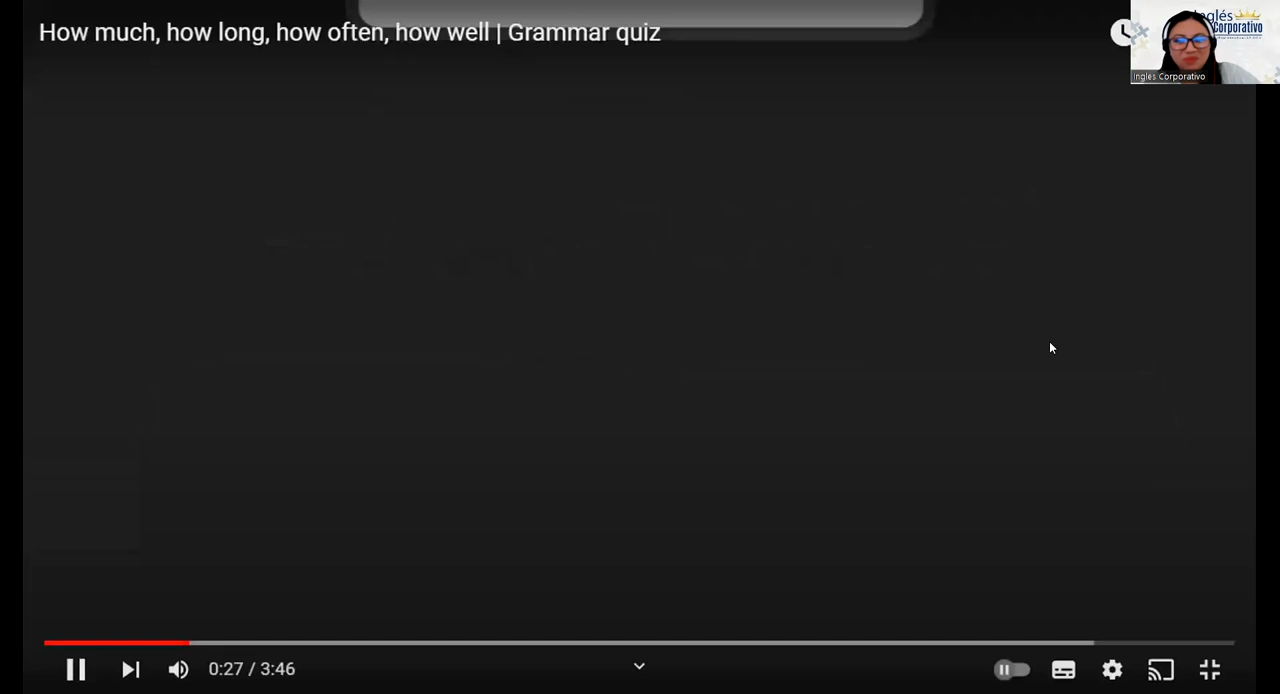 How much, how long, how often, how well | Grammar quiz
Inglés
Corporativo
Ingles Corporativo
0:27 / 3:46